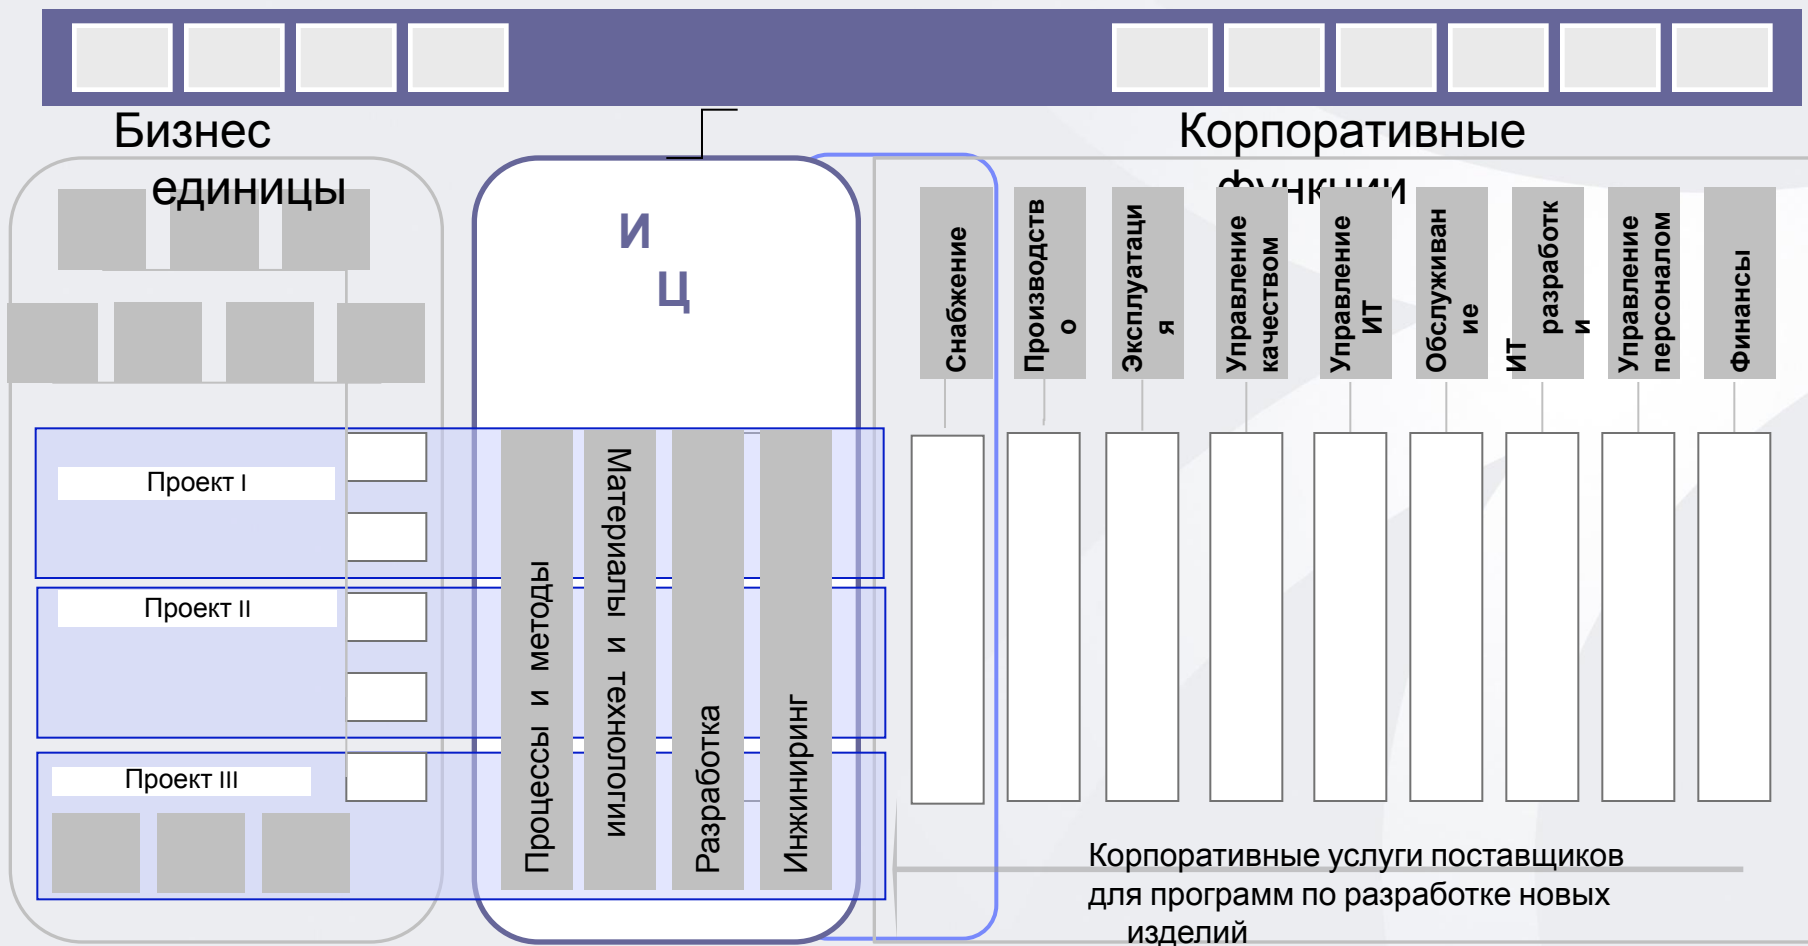 Бизнес
единицы
Корпоративные
функции
И
Ц
Снабжение
Производств
о
Эксплуатаци
я
Управление
качеством
Управление
ИТ
Обслуживан
ие
ИТ разработк
и
Управление
персоналом
Финансы
Проект I
Проект II
Проект III
Процессы и методы
Материалы и технологии
Разработка
Инжиниринг
Корпоративные услуги поставщиков
для программ по разработке новых
изделий